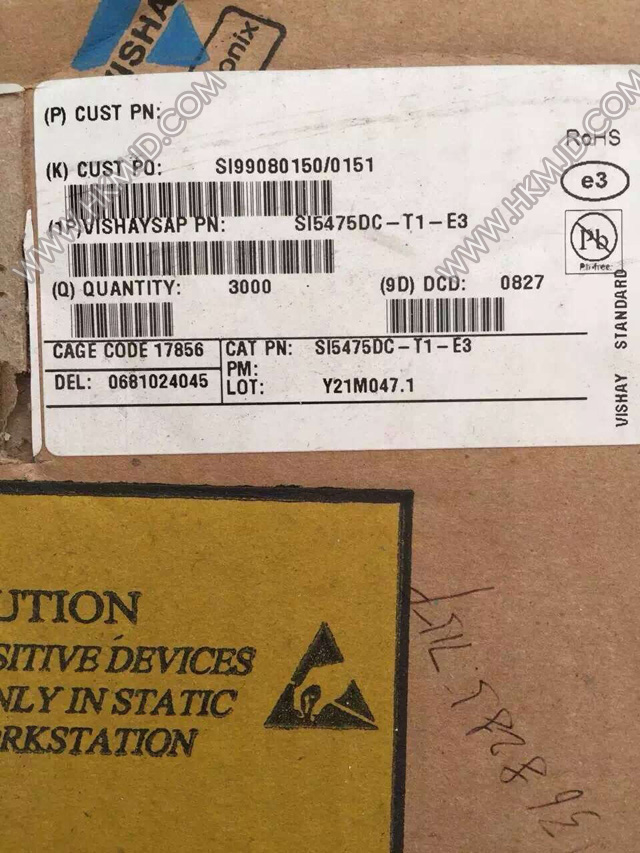 VISHA
onix
(P) CUST PN:
RoHS
(K) CUST PO: SI99080150/0151
e3
(1P)VISHAYSAP PN: SI5475DC-T1-E3
Pb
Pb-free
(Q) QUANTITY: 3000 (9D) DCD: 0827
CAGE CODE 17856 CAT PN: SI5475DC-T1-E3
PM:
DEL: 0681024045 LOT: Y21M047.1
VISHAY STANDARD
WWW.HKMJD.COM
WWW.HKMJD.COM
UTION
SITIVE DEVICES
NLY IN STATIC
RKSTATION